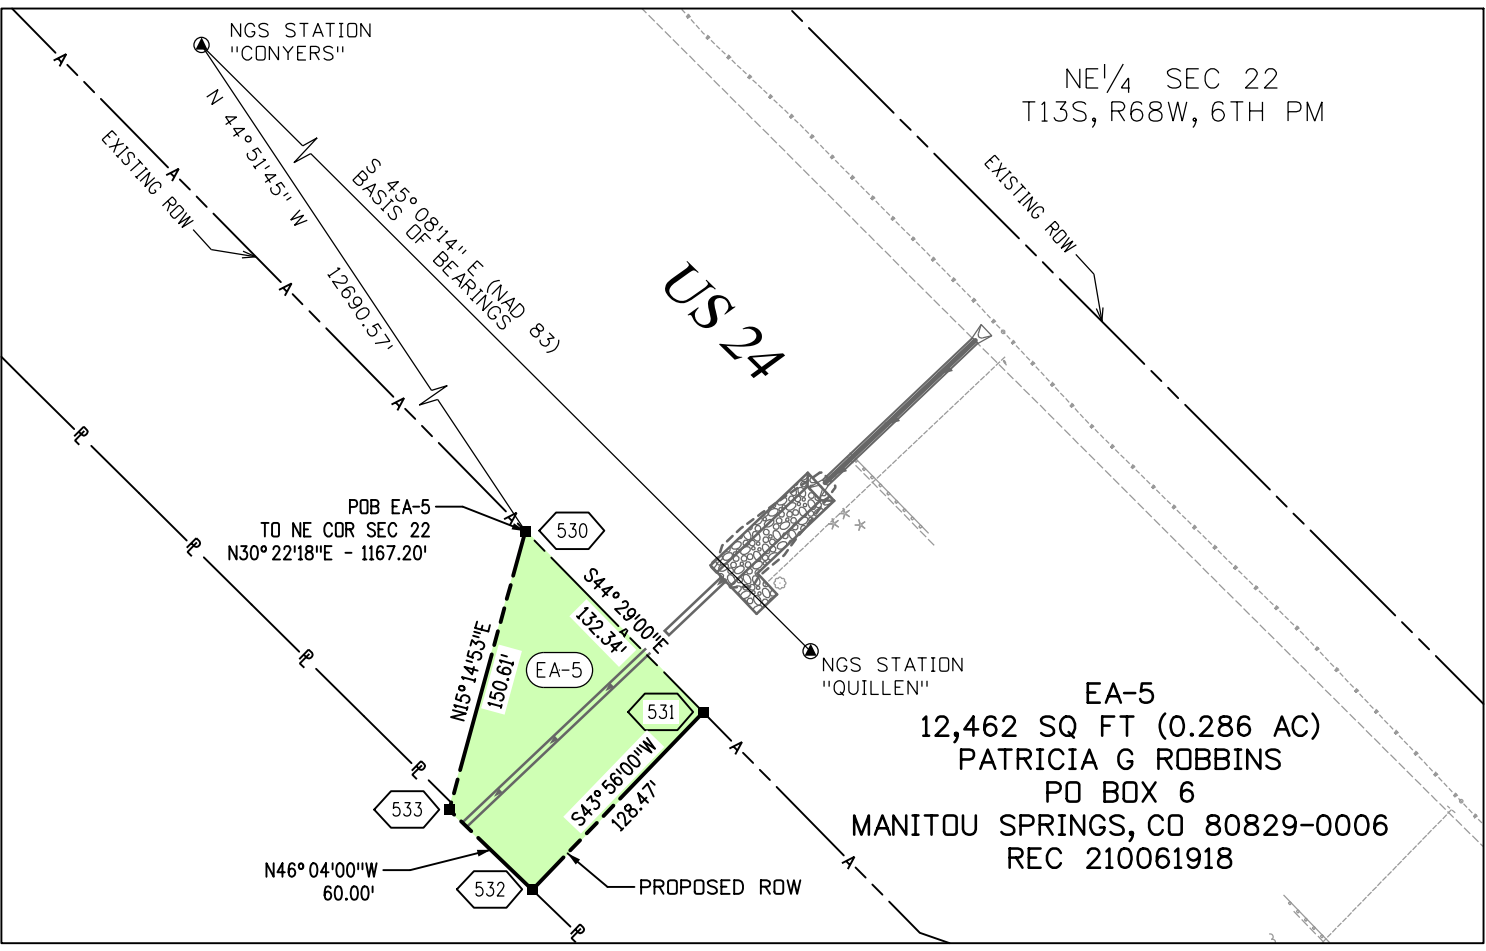 NGS STATION
"CONYERS"
NE1/4 SEC 22
T13S, R68W, 6TH PM
A
EXISTING ROW
N 44°51'45" W
12690.57'
S 45°08'14" E (NAD 83)
BASIS OF BEARINGS
A
A
A
EXISTING ROW
US 24
PL
POB EA-5
TO NE COR SEC 22
N30°22'18"E - 1167.20'
A
530
PL
S44°29'00"E
132.34'
A
N15°14'53"E
150.61'
EA-5
PL
531
NGS STATION
"QUILLEN"
EA-5
12,462 SQ FT (0.286 AC)
PATRICIA G ROBBINS
PO BOX 6
MANITOU SPRINGS, CO 80829-0006
REC 210061918
A
PL
533
S43°56'00"W
128.47'
A
N46°04'00"W
60.00'
532
PROPOSED ROW
PL